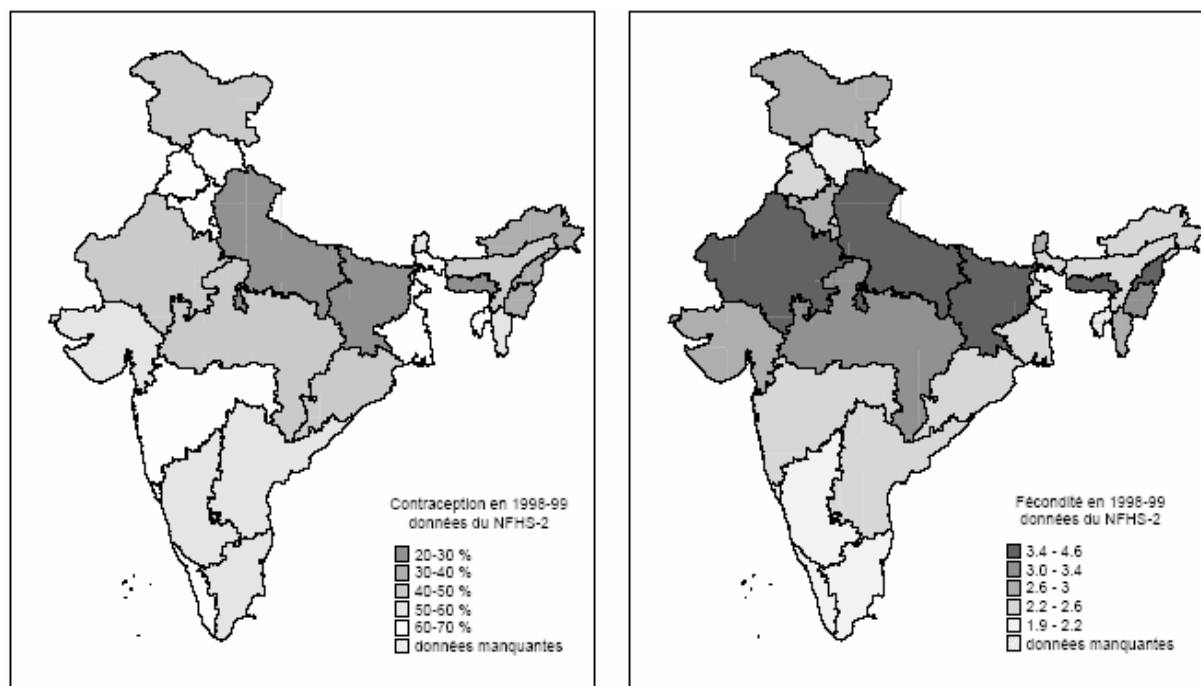 Contraception en 1998-99
données du NFHS-2
20-30 %
30-40 %
40-50 %
50-60 %
60-70 %
données manquantes
Fécondité en 1998-99
données du NFHS-2
3.4 - 4.6
3.0 - 3.4
2.6 - 3
2.2 - 2.6
1.9 - 2.2
données manquantes